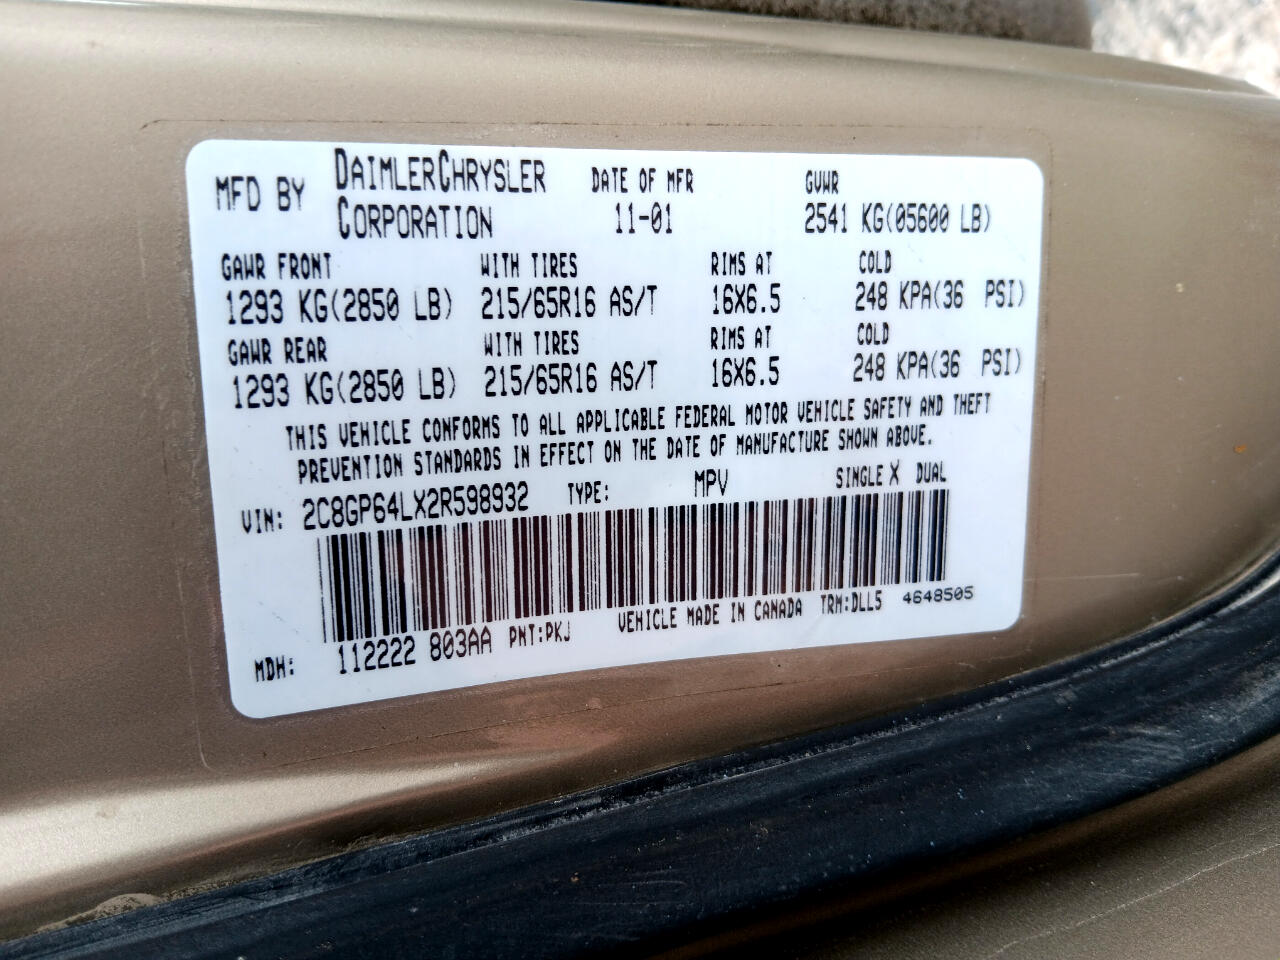 MFD BY DAIMLERCHRYSLER CORPORATION DATE OF MFR 11-01 GVWR 2541 KG(05600 LB)
GAWR FRONT WITH TIRES RIMS AT COLD
1293 KG(2850 LB) 215/65R16 AS/T 16X6.5 248 KPA(36 PSI)
GAWR REAR WITH TIRES RIMS AT COLD
1293 KG(2850 LB) 215/65R16 AS/T 16X6.5 248 KPA(36 PSI)
THIS VEHICLE CONFORMS TO ALL APPLICABLE FEDERAL MOTOR VEHICLE SAFETY AND THEFT
PREVENTION STANDARDS IN EFFECT ON THE DATE OF MANUFACTURE SHOWN ABOVE.
VIN: 2C8GP64LX2R598932 TYPE: MPV SINGLE X DUAL
MDH: 112222 803AA PNT:PKJ VEHICLE MADE IN CANADA TRM:DLL5 4648505